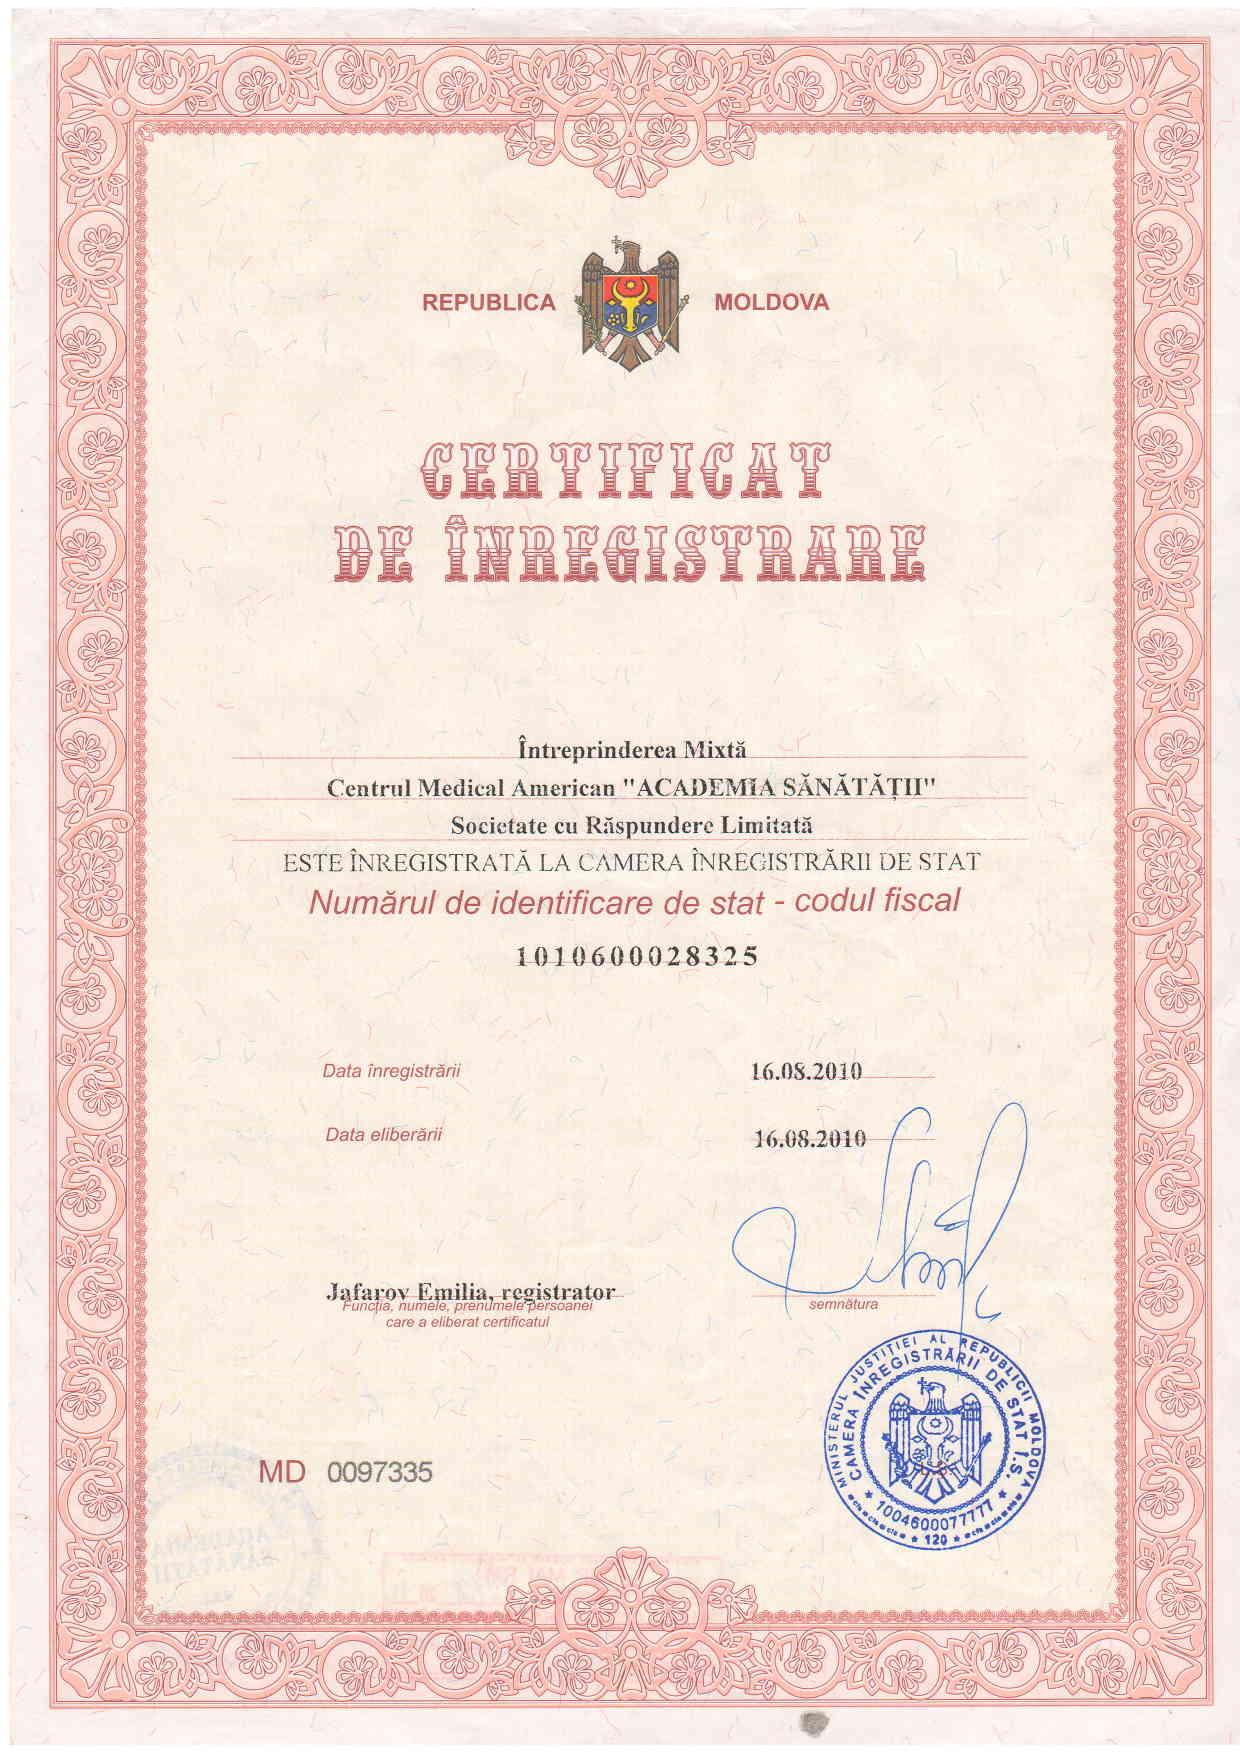 REPUBLICA MOLDOVA
CERTIFICAT
DE ÎNREGISTRARE
Întreprinderea Mixtă
Centrul Medical American "ACADEMIA SĂNĂTĂȚII"
Societate cu Răspundere Limitată
ESTE ÎNREGISTRATĂ LA CAMERA ÎNREGISTRĂRII DE STAT
Numărul de identificare de stat - codul fiscal
1010600028325
Data înregistrării 16.08.2010
Data eliberării 16.08.2010
Jafarov Emilia, registrator
Funcția, numele, prenumele persoanei
care a eliberat certificatul
semnătura
MINISTERUL JUSTIȚIEI AL REPUBLICII MOLDOVA
CAMERA ÎNREGISTRĂRII DE STAT Î.S.
1004600077777
120
MD 0097335